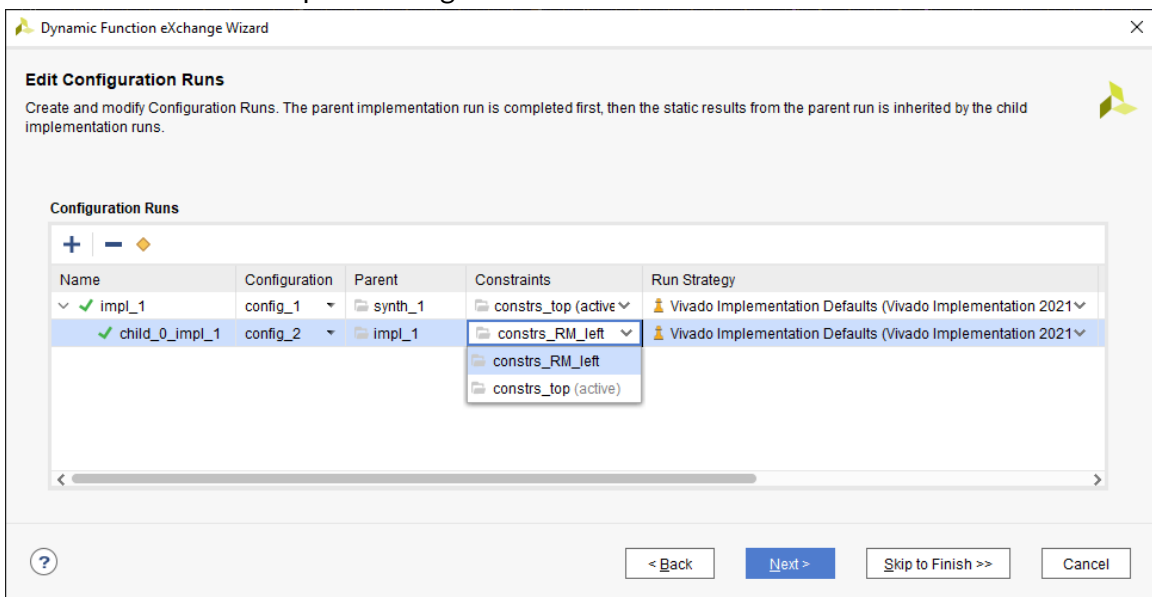 Dynamic Function eXchange Wizard
Edit Configuration Runs
Create and modify Configuration Runs. The parent implementation run is completed first, then the static results from the parent run is inherited by the child
implementation runs.
Configuration Runs
Name Configuration Parent Constraints Run Strategy
impl_1 config_1 synth_1 constrs_top (active Vivado Implementation Defaults (Vivado Implementation 2021
child_0_impl_1 config_2 impl_1 constrs_RM_left Vivado Implementation Defaults (Vivado Implementation 2021
constrs_RM_left
constrs_top (active)
? < Back Next > Skip to Finish >> Cancel